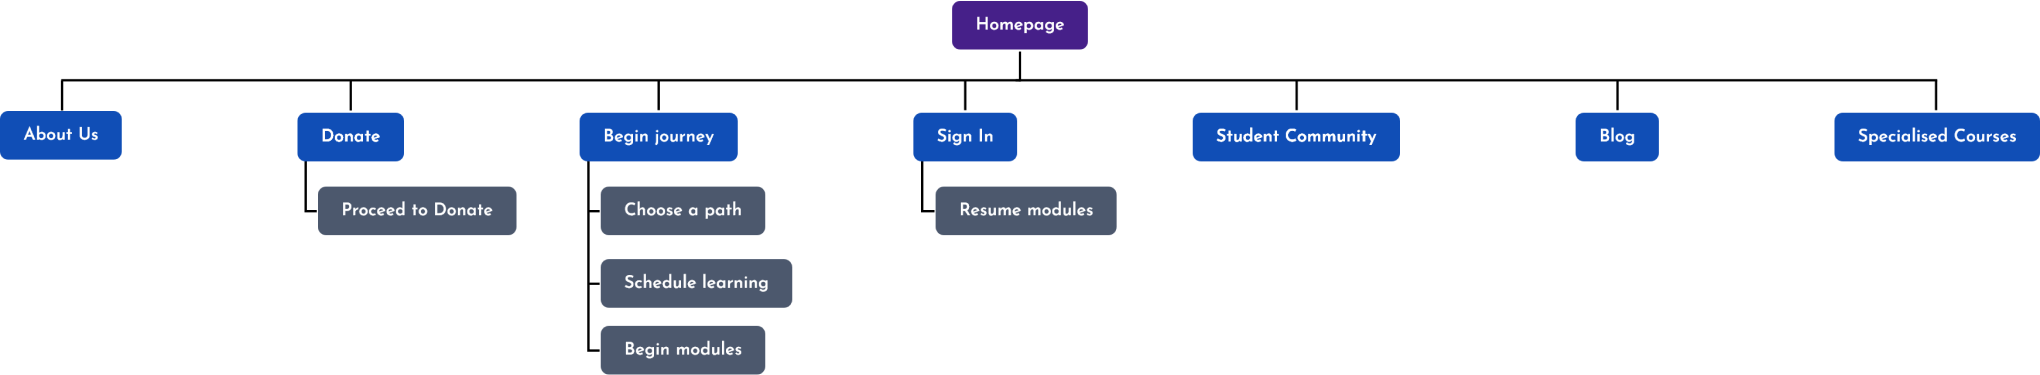 Homepage
About Us
Donate
Begin journey
Sign In
Student Community
Blog
Specialised Courses
Proceed to Donate
Choose a path
Resume modules
Schedule learning
Begin modules